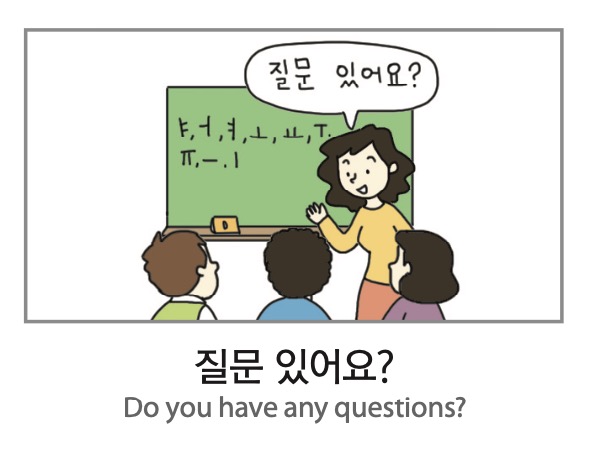 질문 있어요?
ㅑ, ㅓ, ㅕ, ㅗ, ㅛ, ㅜ.
ㅠ, ㅡ. ㅣ
질문 있어요?
Do you have any questions?